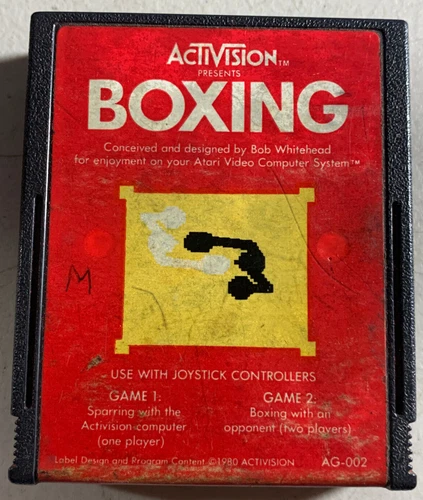 ACTIVISION™
PRESENTS
BOXING
Conceived and designed by Bob Whitehead
for enjoyment on your Atari Video Computer System™
M
USE WITH JOYSTICK CONTROLLERS
GAME 1:
Sparring with the
Activision computer
(one player)
GAME 2:
Boxing with an
opponent (two players)
Label Design and Program Content ©1980 ACTIVISION
AG-002